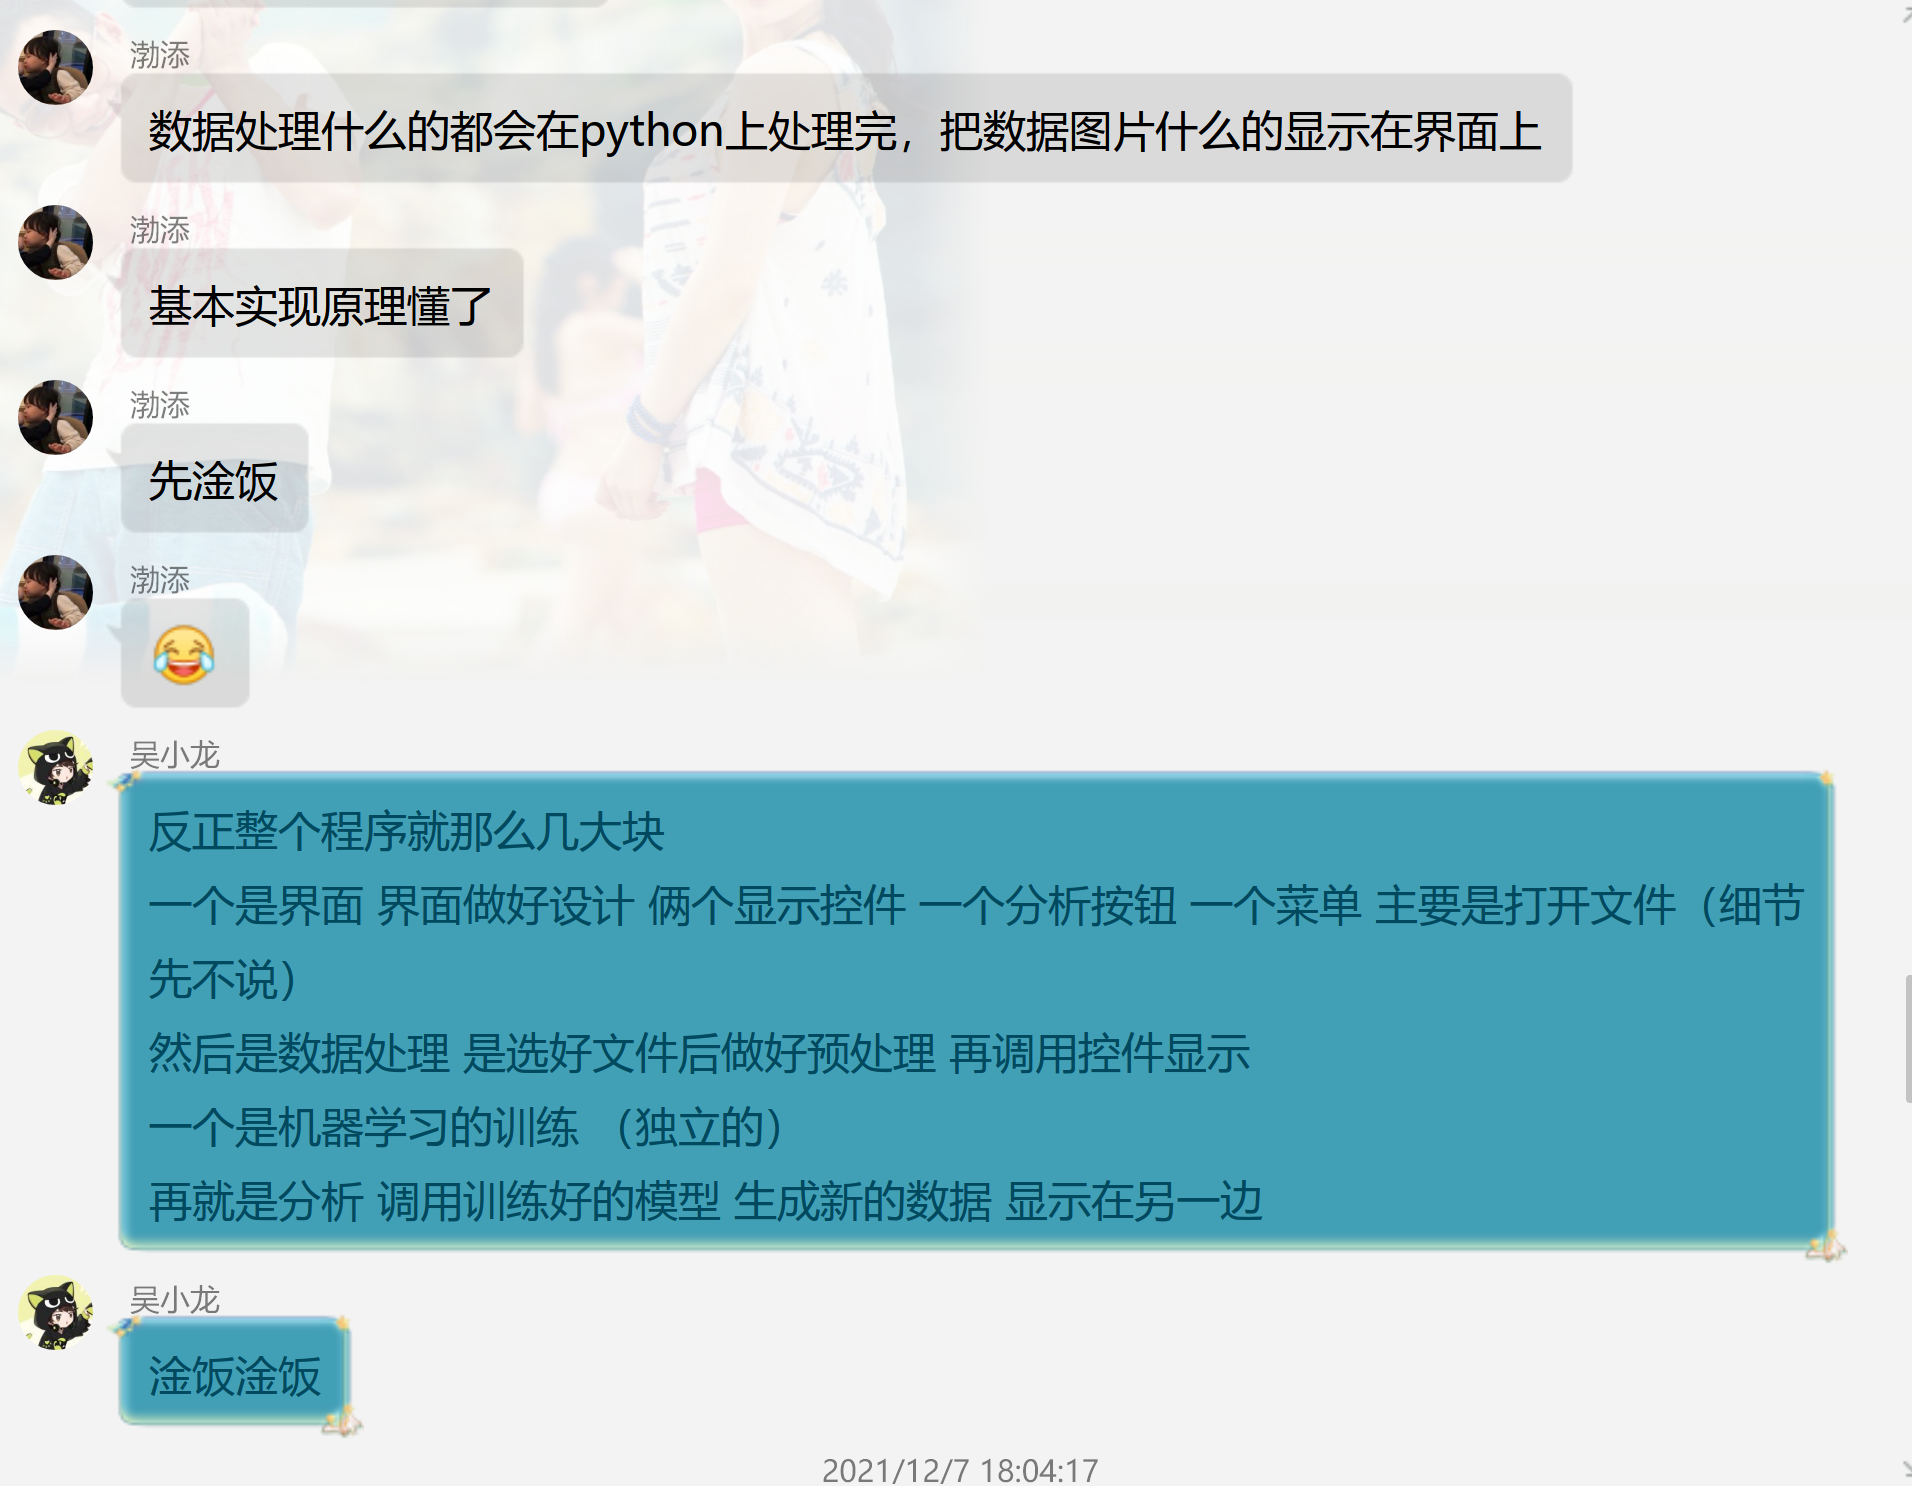 渤添
数据处理什么的都会在python上处理完，把数据图片什么的显示在界面上
渤添
基本实现原理懂了
渤添
先淦饭
渤添
吴小龙
反正整个程序就那么几大块
一个是界面 界面做好设计 俩个显示控件 一个分析按钮 一个菜单 主要是打开文件（细节
先不说）
然后是数据处理 是选好文件后做好预处理 再调用控件显示
一个是机器学习的训练 （独立的）
再就是分析 调用训练好的模型 生成新的数据 显示在另一边
吴小龙
淦饭淦饭
2021/12/7 18:04:17